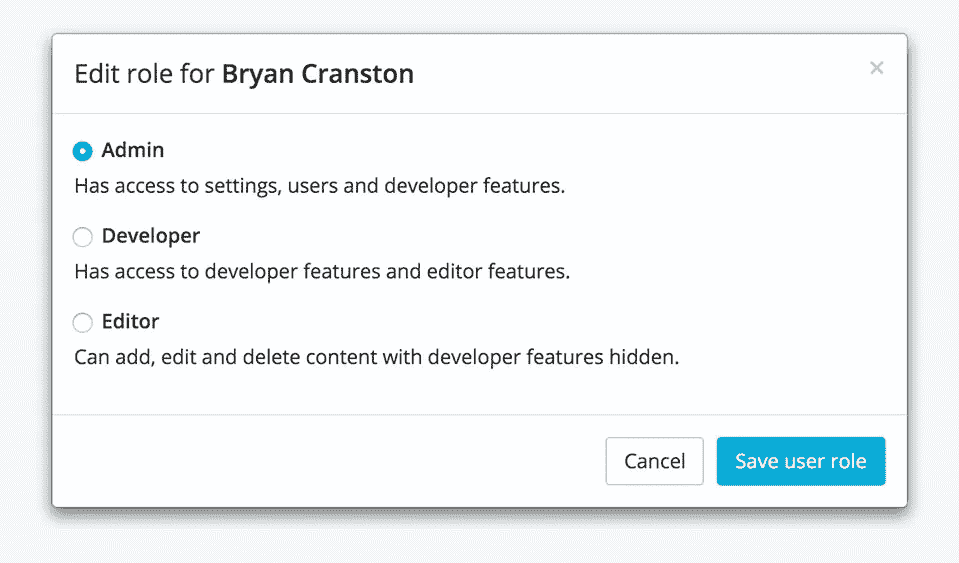 Edit role for Bryan Cranston
×
Admin
Has access to settings, users and developer features.
Developer
Has access to developer features and editor features.
Editor
Can add, edit and delete content with developer features hidden.
Cancel
Save user role